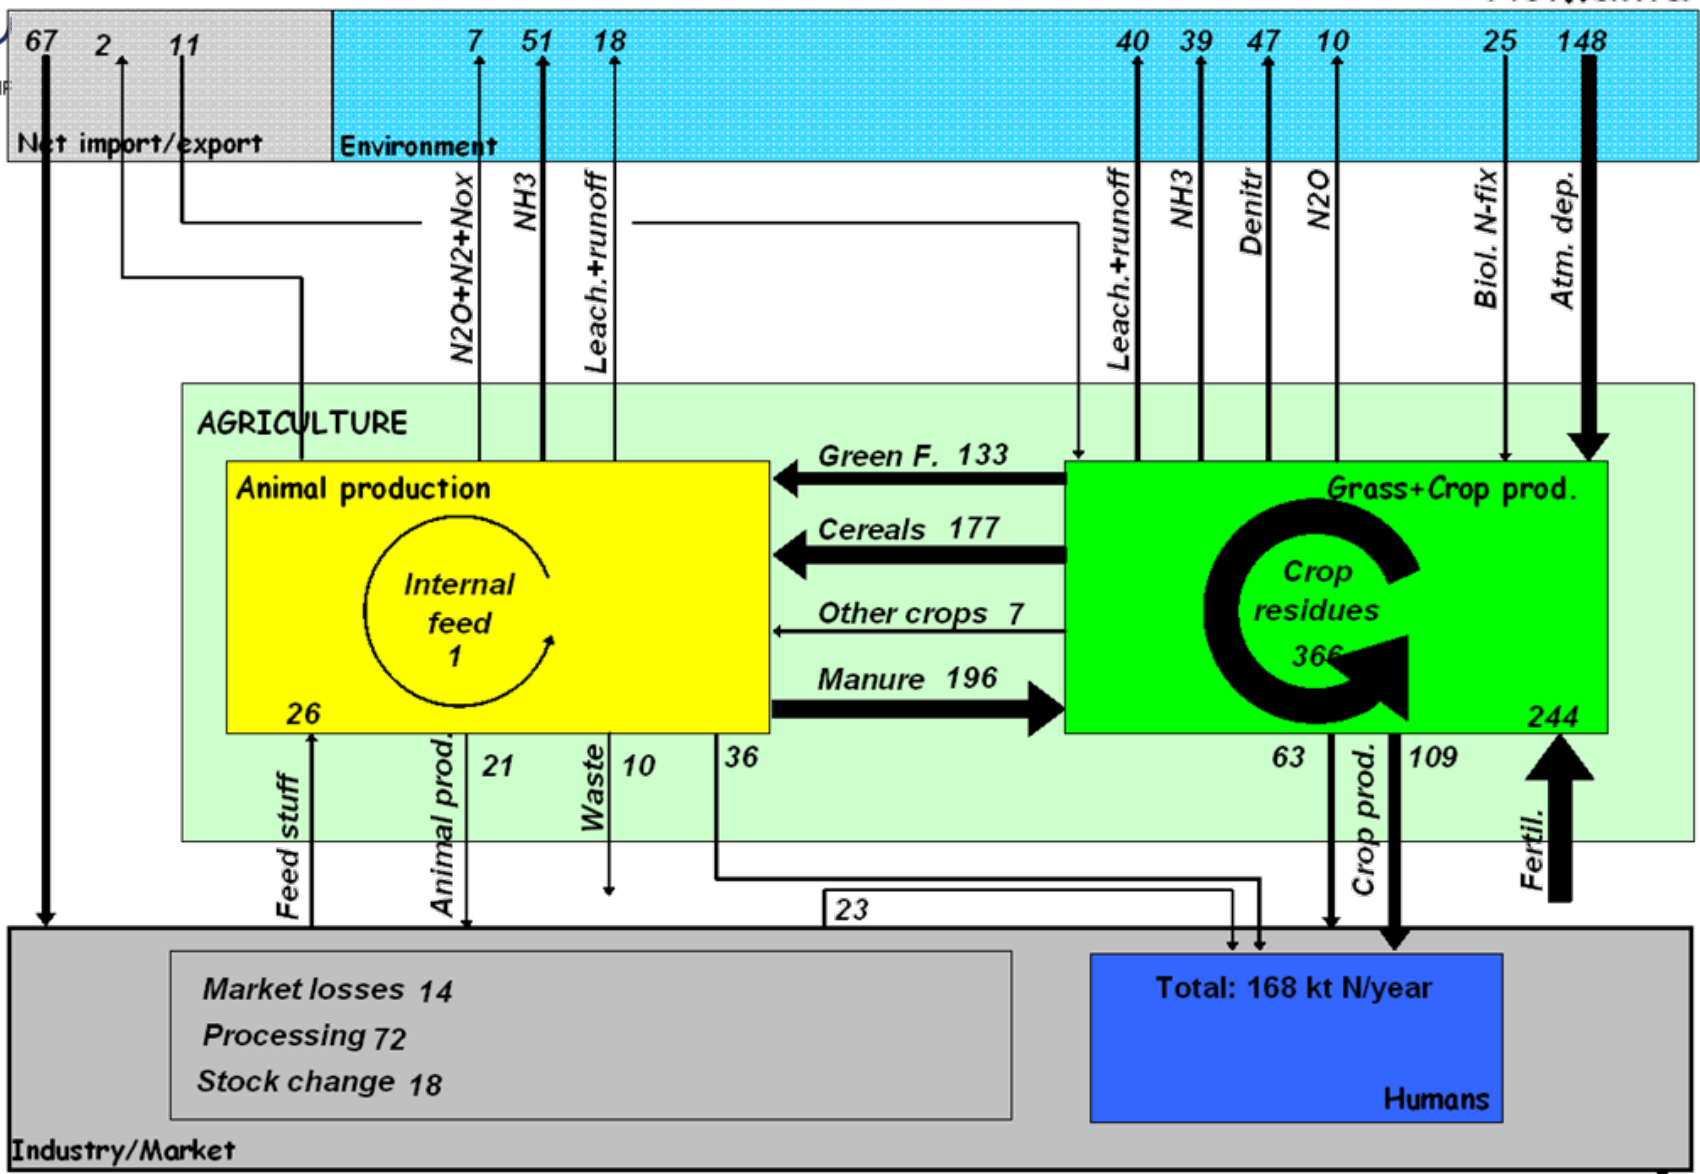 67
2
11
7
51
18
40
39
47
10
25
148
Net import/export
Environment
N2O+N2+Nox
NH3
Leach.+runoff
Leach.+runoff
NH3
Denitr
N2O
Biol. N-fix
Atm. dep.
AGRICULTURE
Animal production
Internal
feed
1
26
Green F. 133
Cereals 177
Other crops 7
Manure 196
Grass+Crop prod.
Crop
residues
366
244
Feed stuff
Animal prod.
21
Waste
10
36
63
Crop prod.
109
Fertil.
23
Market losses 14
Processing 72
Stock change 18
Total: 168 kt N/year
Humans
Industry/Market